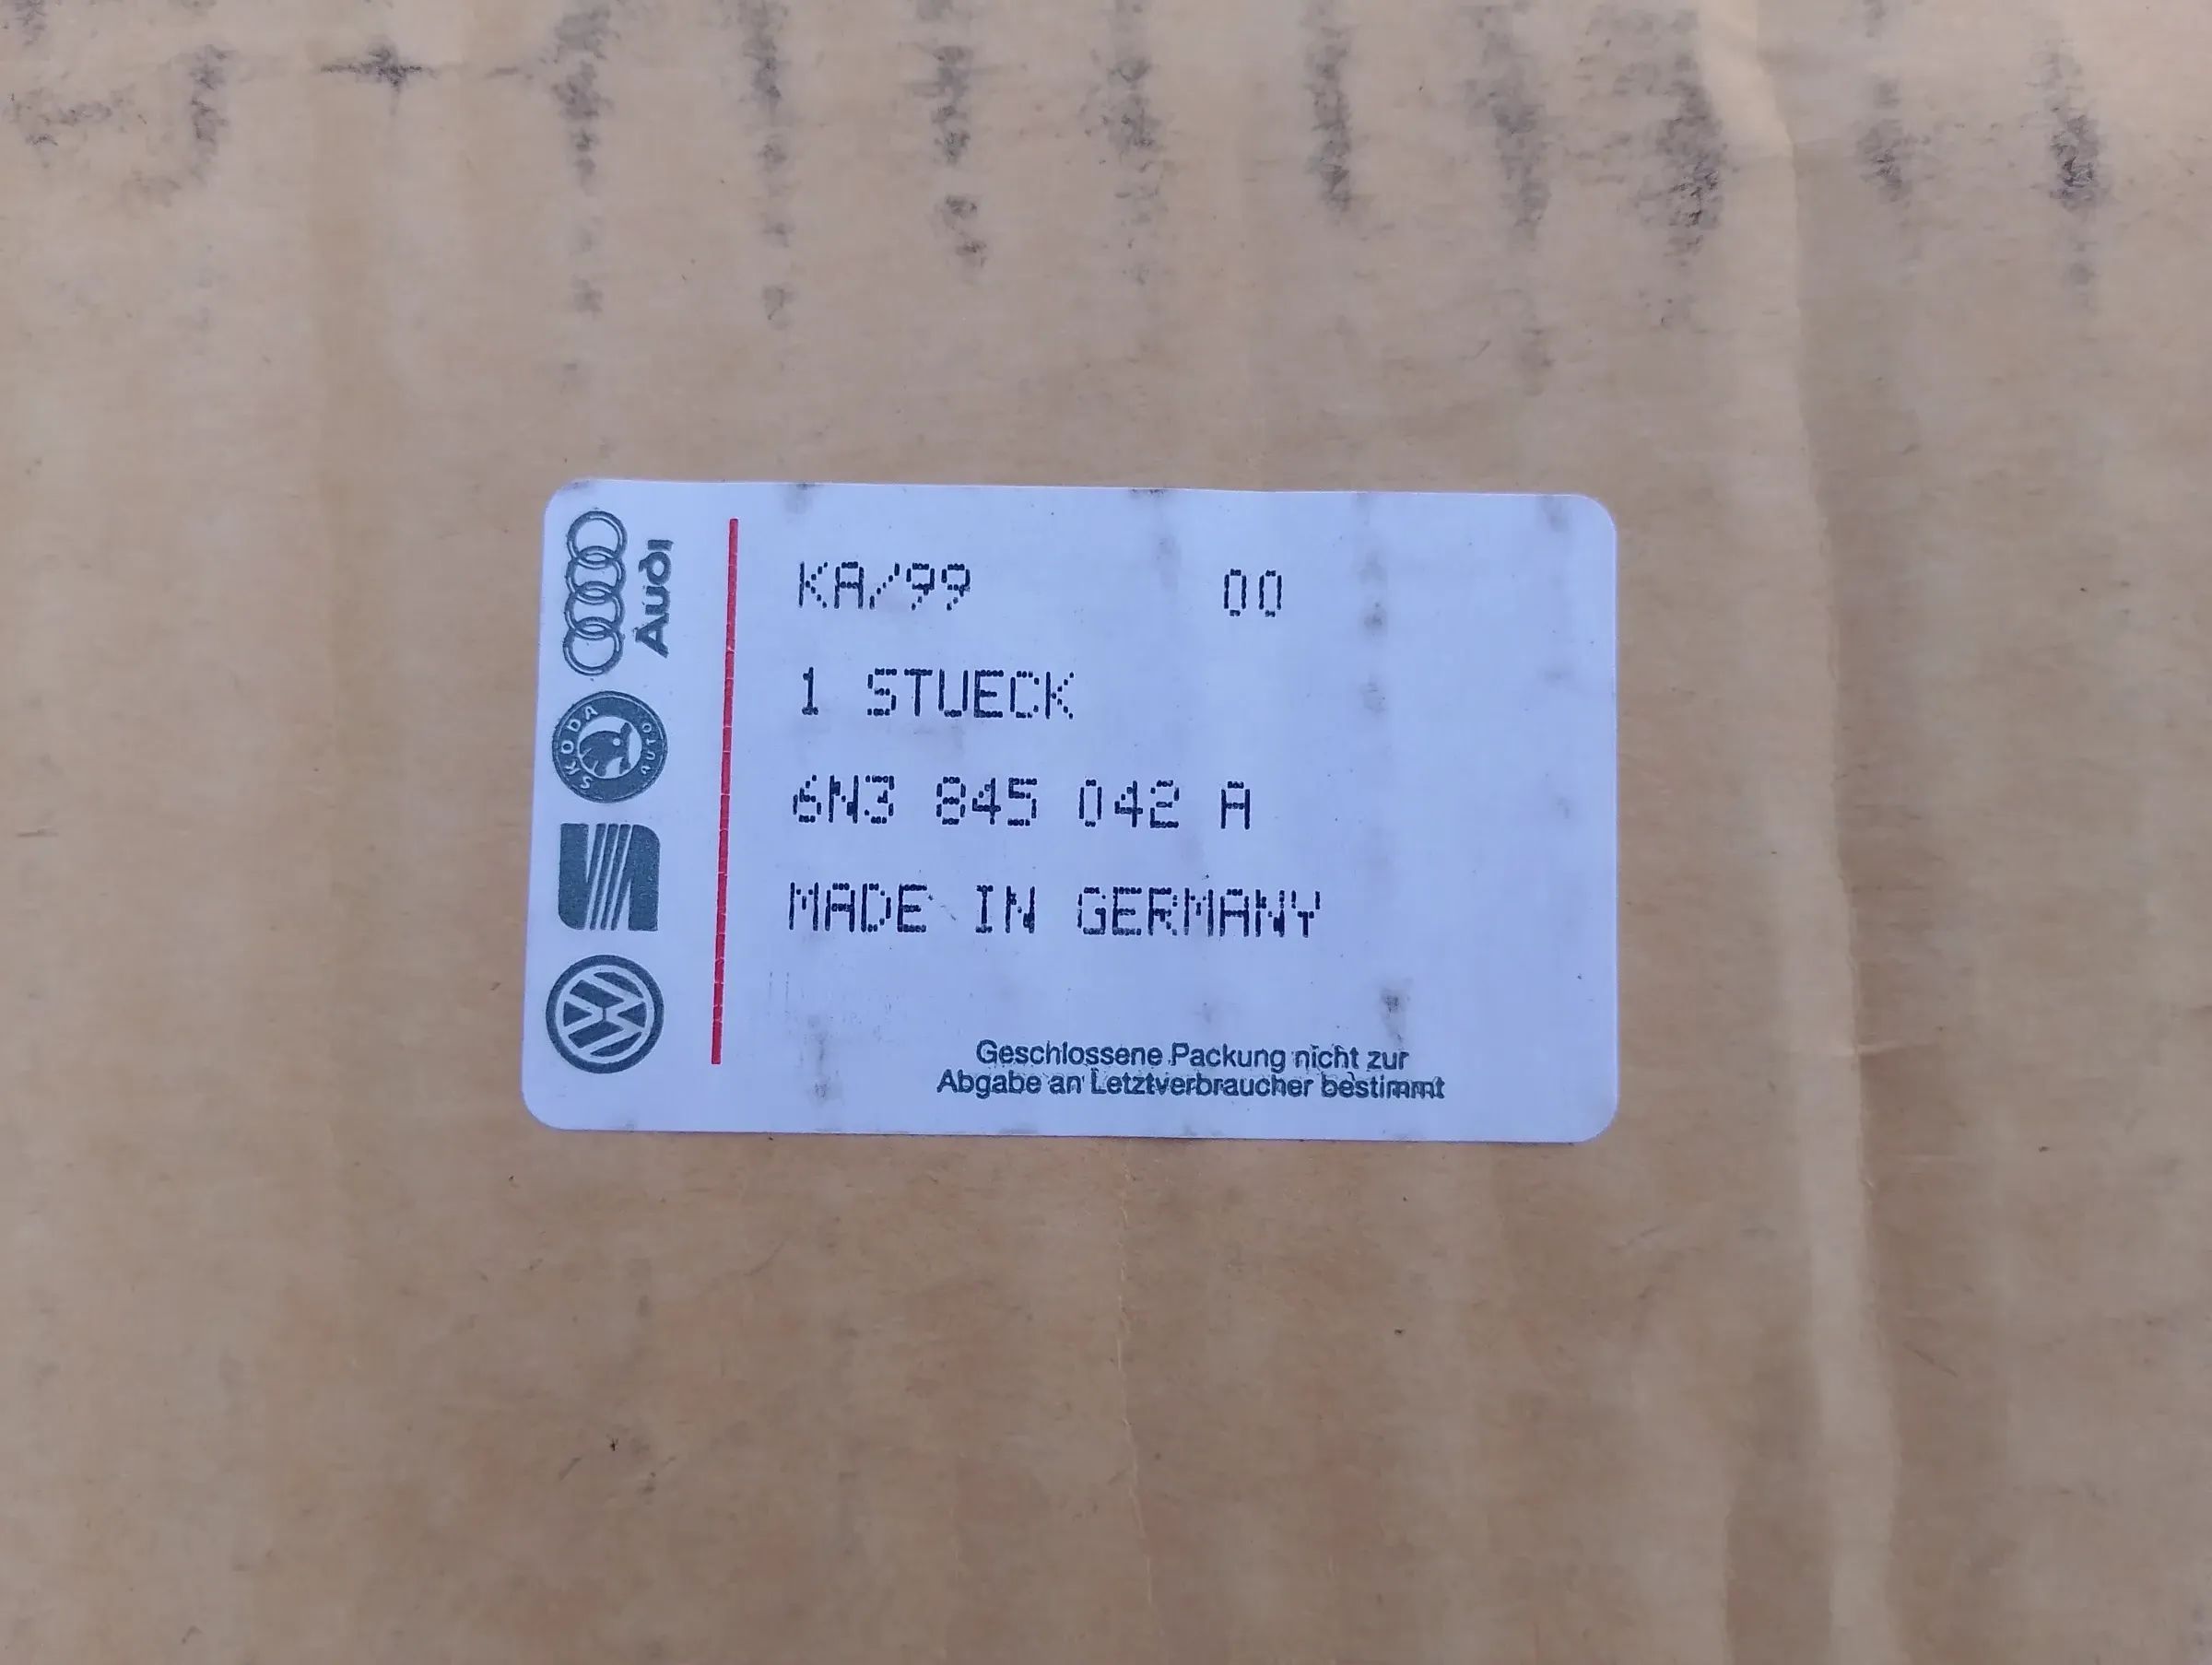 Audi
SKODA
AUTO
KA/99 00
1 STUECK
6N3 845 042 A
MADE IN GERMANY
Geschlossene Packung nicht zur
Abgabe an Letztverbraucher bestimmt